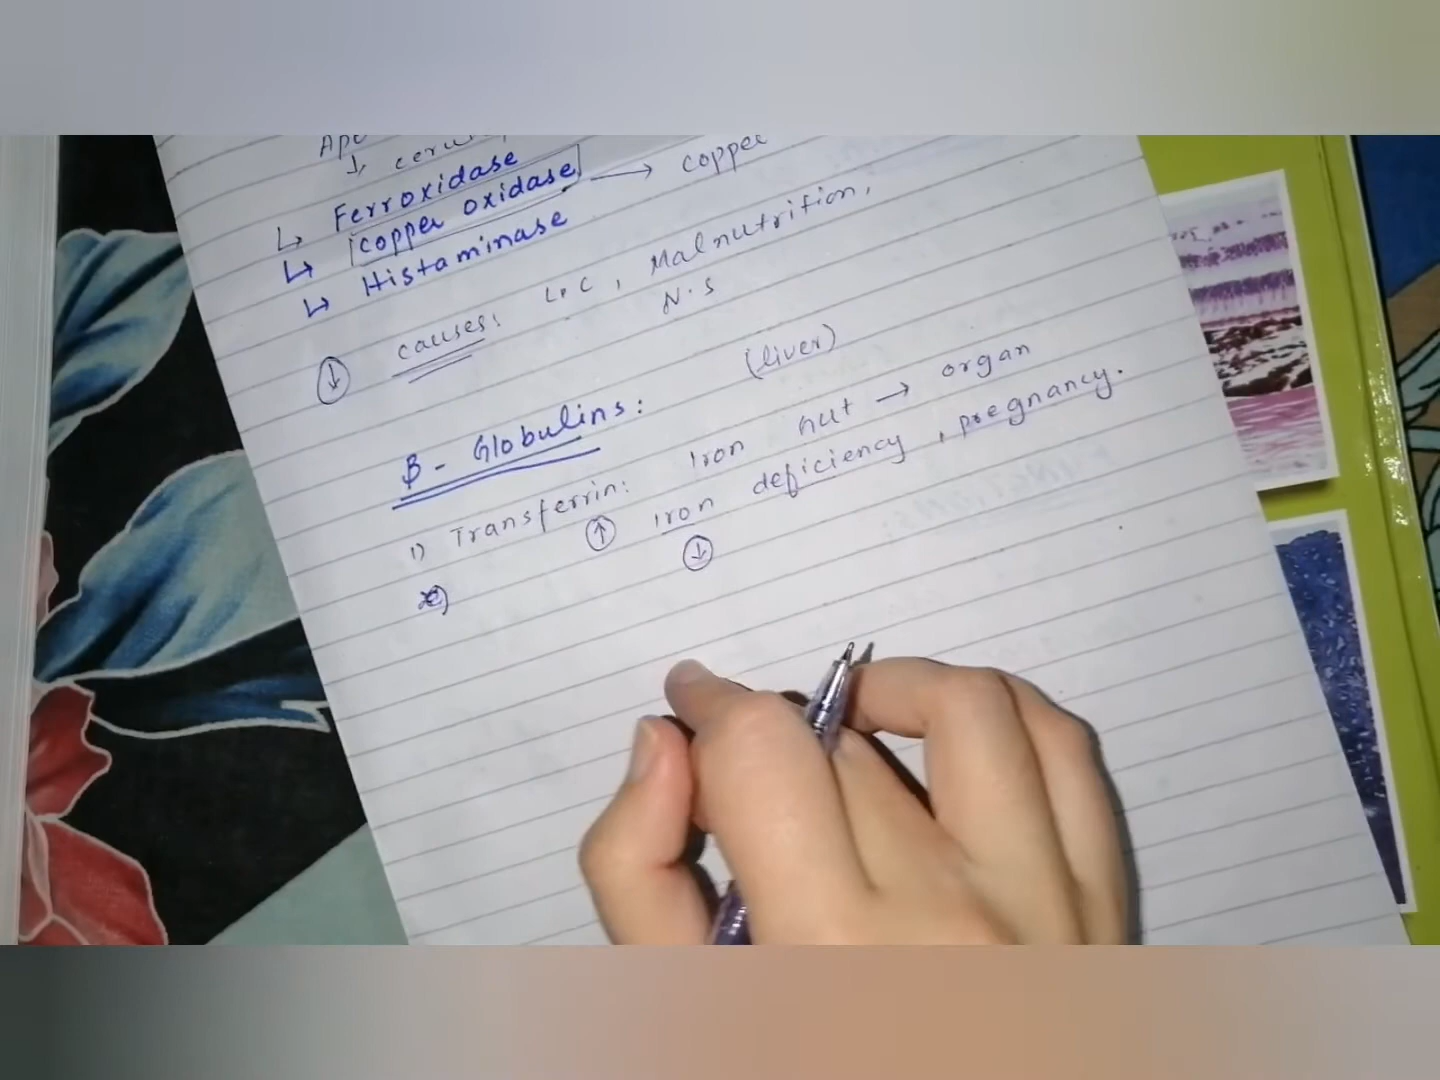 ↳ Ferroxidase
↳ copper oxidase → copper
↳ Histaminase
↓ causes: L.C, Malnutrition,
N.S
β - Globulins: (liver)
1) Transferrin: Iron nut → organ
↑ Iron deficiency, pregnancy.
↓